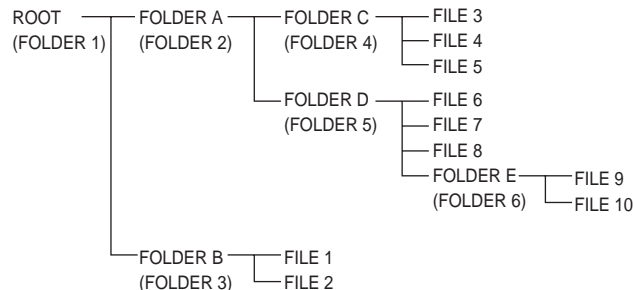 ROOT FOLDER A FOLDER C FILE 3
(FOLDER 1) (FOLDER 2) (FOLDER 4) FILE 4
FILE 5
FOLDER D FILE 6
(FOLDER 5) FILE 7
FILE 8
FOLDER E FILE 9
(FOLDER 6) FILE 10
FOLDER B FILE 1
(FOLDER 3) FILE 2